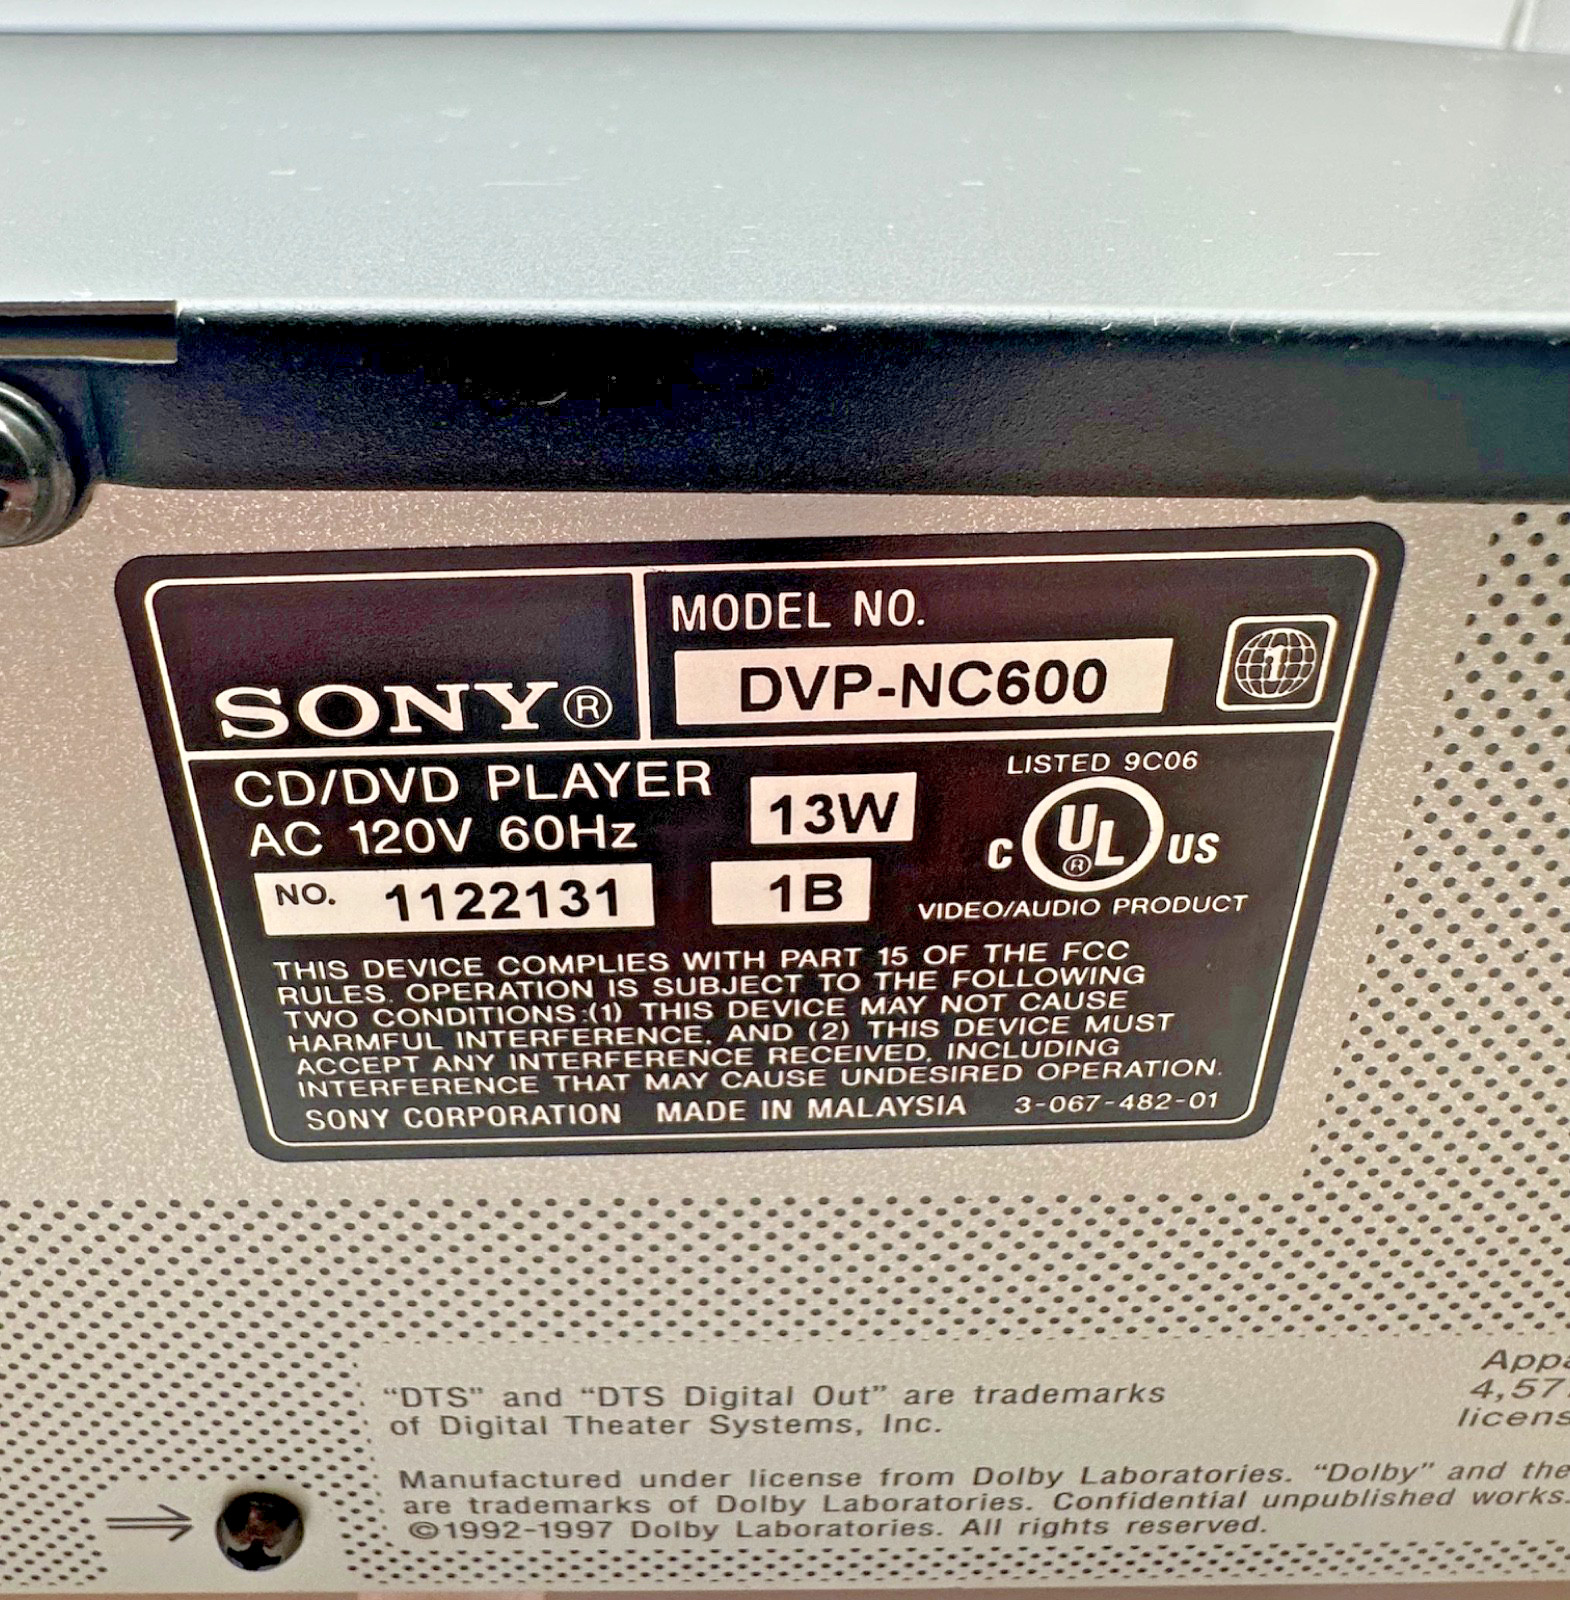 SONY®
MODEL NO.
DVP-NC600
1
CD/DVD PLAYER
AC 120V 60Hz
13W
NO. 1122131
1B
LISTED 9C06
C UL® US
VIDEO/AUDIO PRODUCT
THIS DEVICE COMPLIES WITH PART 15 OF THE FCC
RULES. OPERATION IS SUBJECT TO THE FOLLOWING
TWO CONDITIONS:(1) THIS DEVICE MAY NOT CAUSE
HARMFUL INTERFERENCE, AND (2) THIS DEVICE MUST
ACCEPT ANY INTERFERENCE RECEIVED, INCLUDING
INTERFERENCE THAT MAY CAUSE UNDESIRED OPERATION.
SONY CORPORATION MADE IN MALAYSIA 3-067-482-01
"DTS" and "DTS Digital Out" are trademarks
of Digital Theater Systems, Inc.
Appa
4,57
licens
Manufactured under license from Dolby Laboratories. "Dolby" and the
are trademarks of Dolby Laboratories. Confidential unpublished works.
©1992-1997 Dolby Laboratories. All rights reserved.